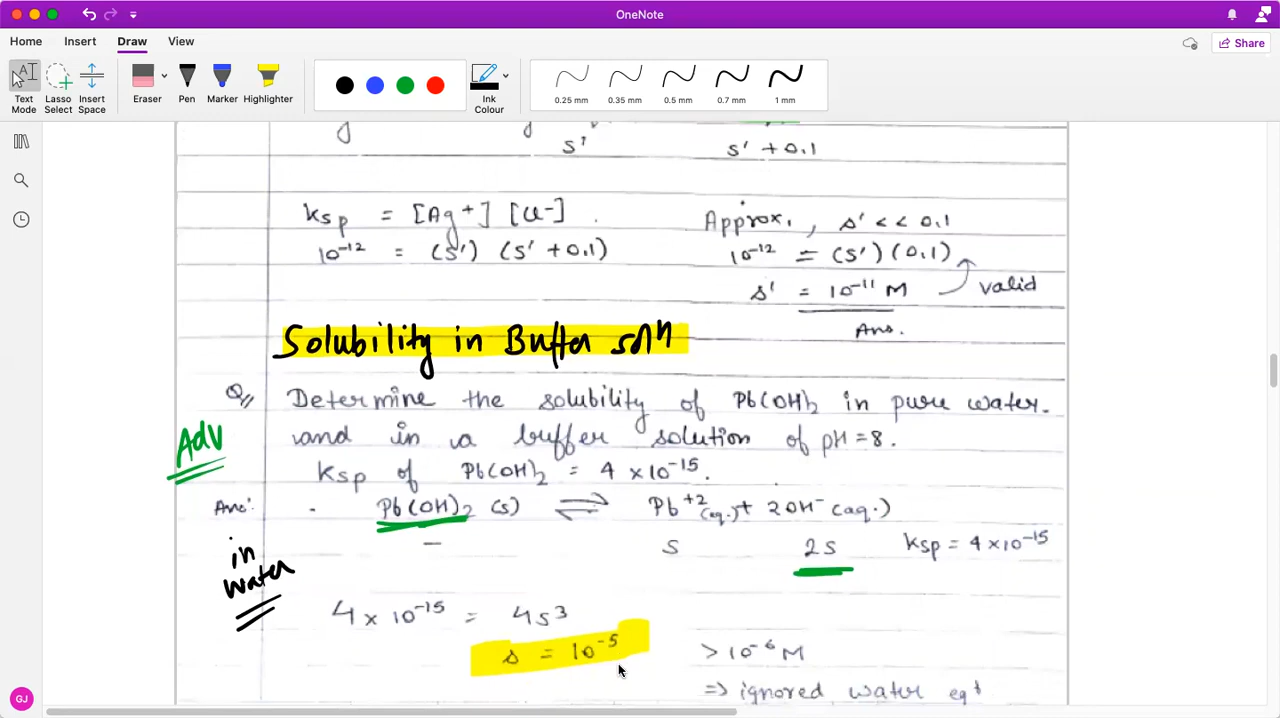 OneNote
Home Insert Draw View
Share
Text Mode
Lasso Select
Insert Space
Eraser
Pen
Marker
Highlighter
Ink Colour
0.25 mm 0.35 mm 0.5 mm 0.7 mm 1 mm
s' s' + 0.1
Ksp = [Ag+] [Cl-] .
10⁻¹² = (s') (s' + 0.1)
Approx., s' << 0.1
10⁻¹² = (s') (0.1)
s' = 10⁻¹¹ M valid
Ans.
Solubility in Buffer solⁿ
Q// Determine the solubility of Pb(OH)₂ in pure water.
Adv
and in a buffer solution of pH = 8.
Ksp of Pb(OH)₂ = 4 × 10⁻¹⁵.
Ans: . Pb(OH)₂ (s) ⇌ Pb⁺² (aq.) + 2OH⁻ (aq.)
in water
– s 2s Ksp = 4 × 10⁻¹⁵
4 × 10⁻¹⁵ = 4s³
s = 10⁻⁵ > 10⁻⁶ M
=> ignored water eq
GJ